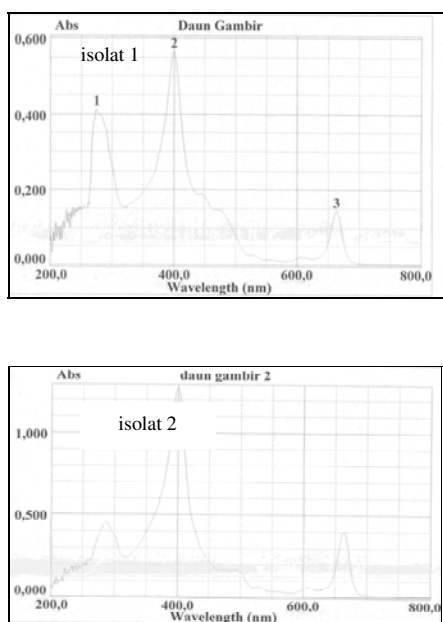 Abs Daun Gambir
0,600
isolat 1
2
1
0,400
0,200
3
0,000
200,0 400,0 600,0 800,0
Wavelength (nm)
Abs daun gambir 2
isolat 2
1,000
0,500
0,000
200,0 400,0 600,0 800,0
Wavelength (nm)